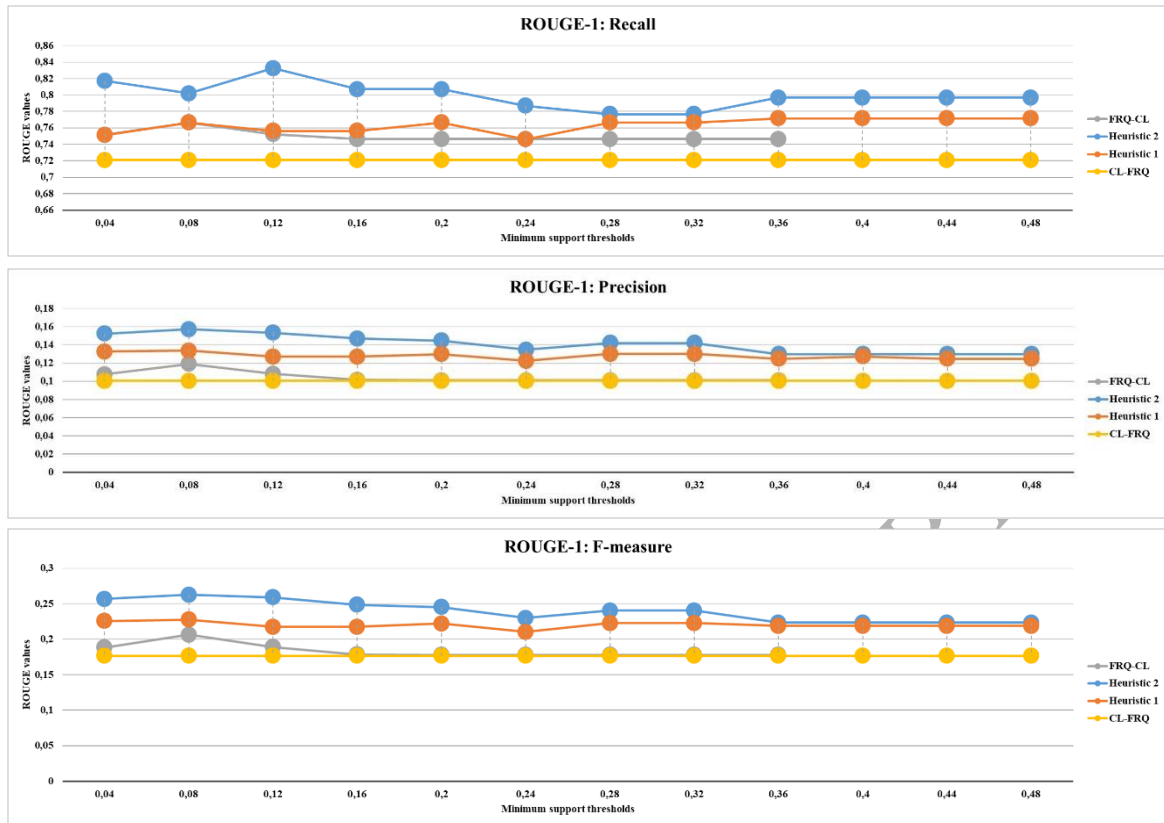 ROUGE-1: Recall
ROUGE values
0,86
0,84
0,82
0,8
0,78
0,76
0,74
0,72
0,7
0,68
0,66
0,04 0,08 0,12 0,16 0,2 0,24 0,28 0,32 0,36 0,4 0,44 0,48
Minimum support thresholds
FRQ-CL
Heuristic 2
Heuristic 1
CL-FRQ
ROUGE-1: Precision
ROUGE values
0,18
0,16
0,14
0,12
0,1
0,08
0,06
0,04
0,02
0
0,04 0,08 0,12 0,16 0,2 0,24 0,28 0,32 0,36 0,4 0,44 0,48
Minimum support thresholds
FRQ-CL
Heuristic 2
Heuristic 1
CL-FRQ
ROUGE-1: F-measure
ROUGE values
0,3
0,25
0,2
0,15
0,1
0,05
0
0,04 0,08 0,12 0,16 0,2 0,24 0,28 0,32 0,36 0,4 0,44 0,48
Minimum support thresholds
FRQ-CL
Heuristic 2
Heuristic 1
CL-FRQ